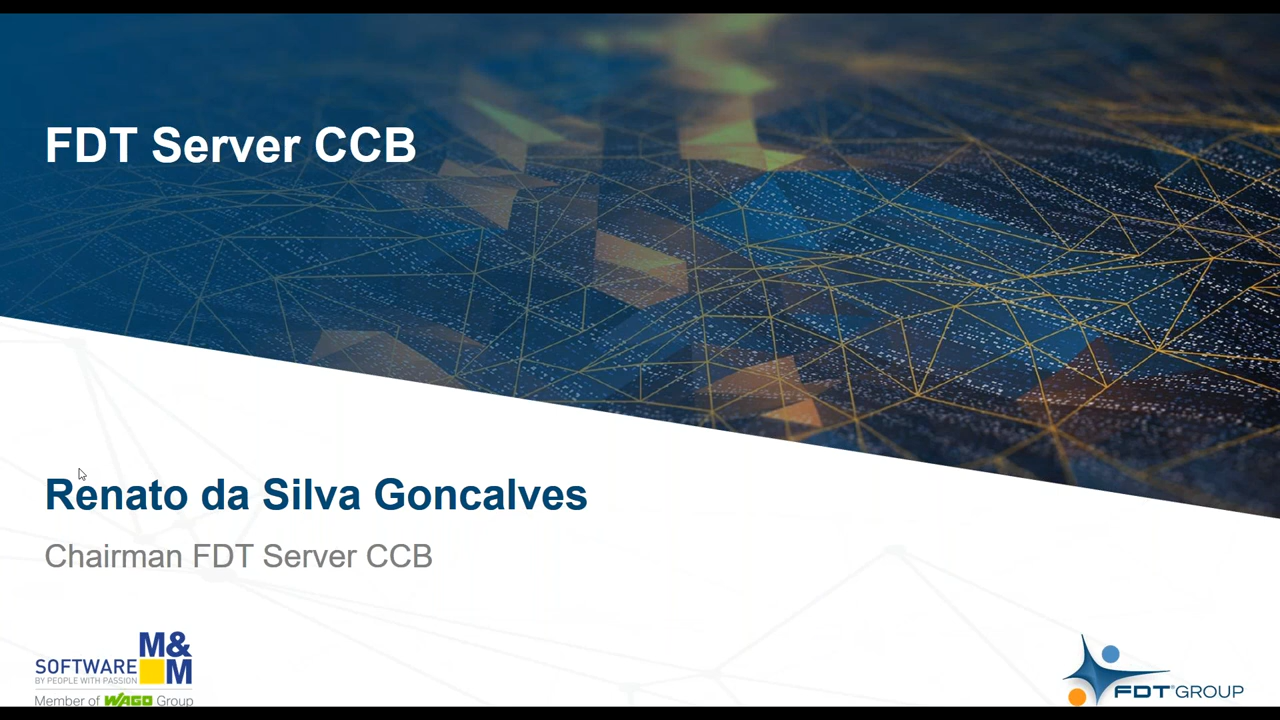 FDT Server CCB
Renato da Silva Goncalves
Chairman FDT Server CCB
M&
SOFTWARE M
BY PEOPLE WITH PASSION
Member of WAGO Group
FDT® GROUP